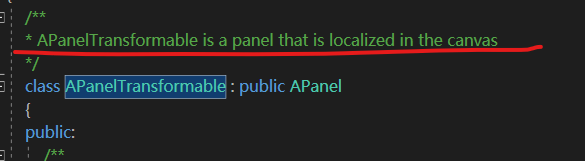 /**
* APanelTransformable is a panel that is localized in the canvas
*/
class APanelTransformable : public APanel
{
public:
/**